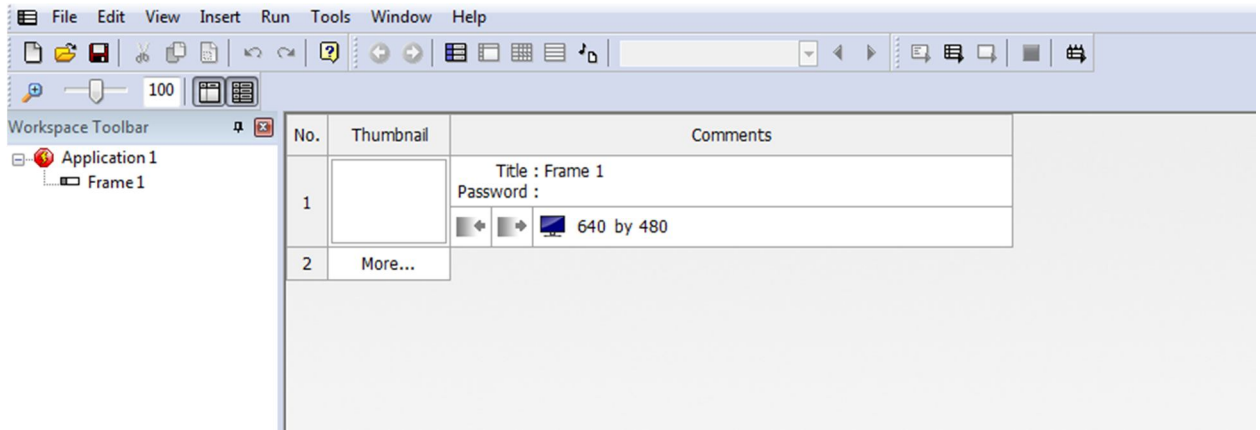 File Edit View Insert Run Tools Window Help
100
Workspace Toolbar
Application 1
Frame 1
No. Thumbnail Comments
1
Title : Frame 1
Password :
640 by 480
2 More...